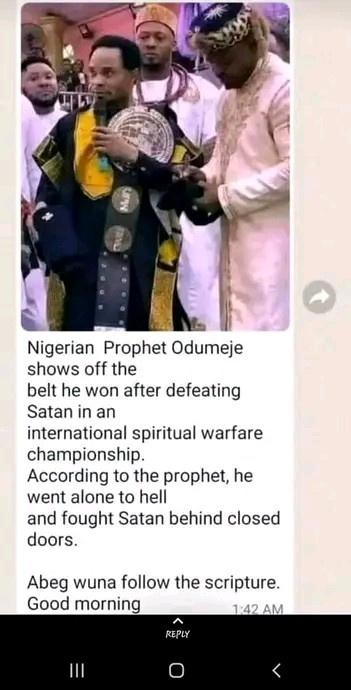 Nigerian Prophet Odumeje
shows off the
belt he won after defeating
Satan in an
international spiritual warfare
championship.
According to the prophet, he
went alone to hell
and fought Satan behind closed
doors.
Abeg wuna follow the scripture.
Good morning
1:42 AM
REPLY